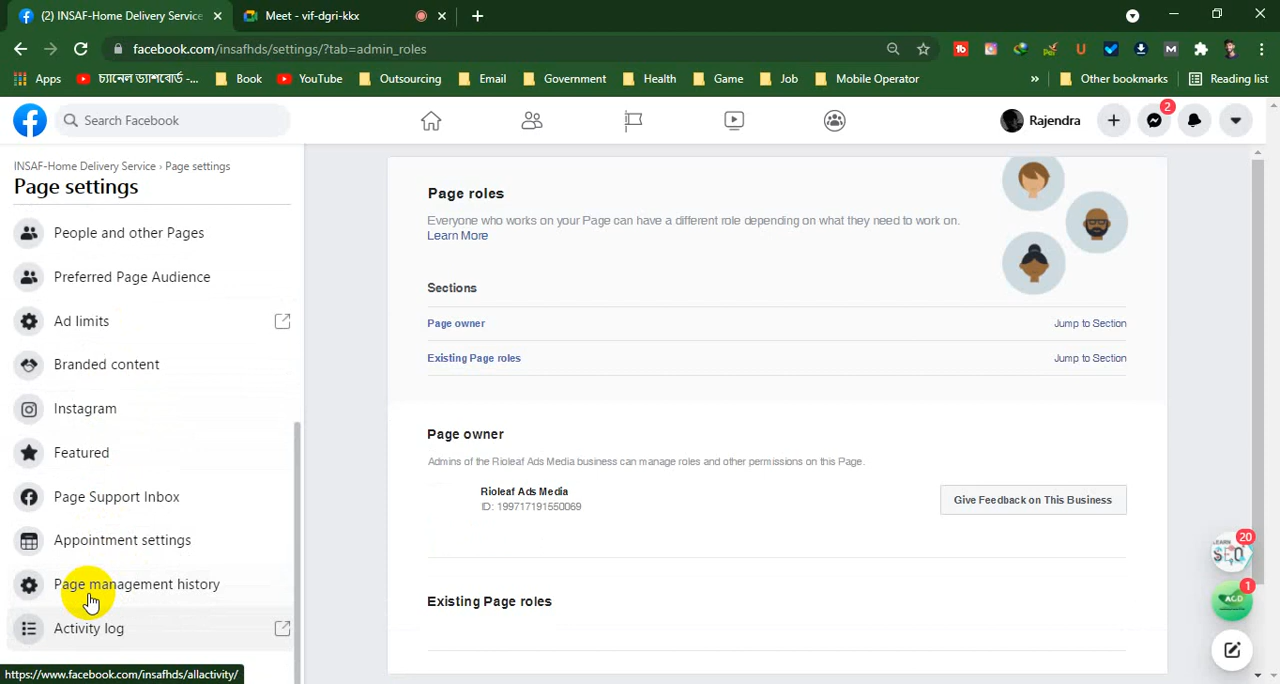 (2) INSAF-Home Delivery Service
Meet - vif-dgri-kkx
facebook.com/insafhds/settings/?tab=admin_roles
Apps
চ্যানেল ড্যাশবোর্ড -...
Book
YouTube
Outsourcing
Email
Government
Health
Game
Job
Mobile Operator
»
Other bookmarks
Reading list
Search Facebook
Rajendra
2
INSAF-Home Delivery Service › Page settings
Page settings
People and other Pages
Preferred Page Audience
Ad limits
Branded content
Instagram
Featured
Page Support Inbox
Appointment settings
Page management history
Activity log
https://www.facebook.com/insafhds/allactivity/
Page roles
Everyone who works on your Page can have a different role depending on what they need to work on.
Learn More
Sections
Page owner Jump to Section
Existing Page roles Jump to Section
Page owner
Admins of the Rioleaf Ads Media business can manage roles and other permissions on this Page.
Rioleaf Ads Media
ID: 199717191550069
Give Feedback on This Business
Existing Page roles
20
LEARN
SEO
1
ACD